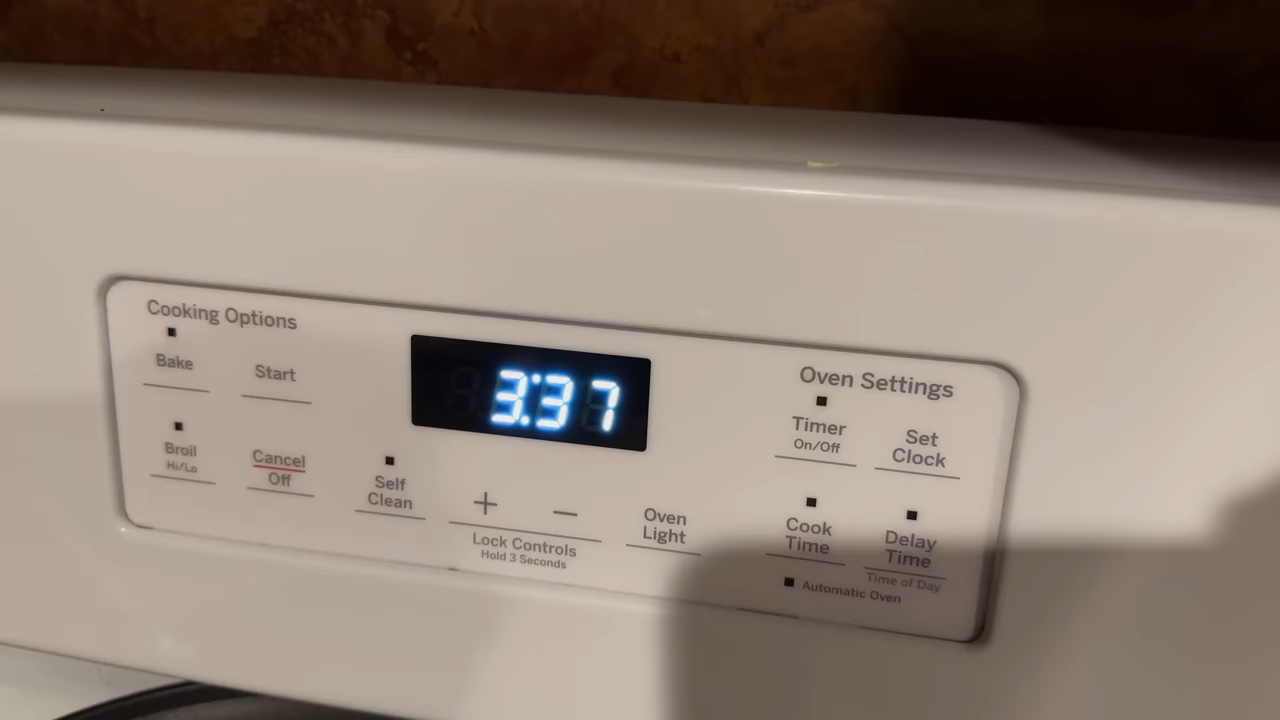 Cooking Options
Bake
Start
Broil
Hi/Lo
Cancel
Off
Self
Clean
3:37
+ −
Lock Controls
Hold 3 Seconds
Oven
Light
Oven Settings
Timer
On/Off
Set
Clock
Cook
Time
Delay
Time
Time of Day
Automatic Oven